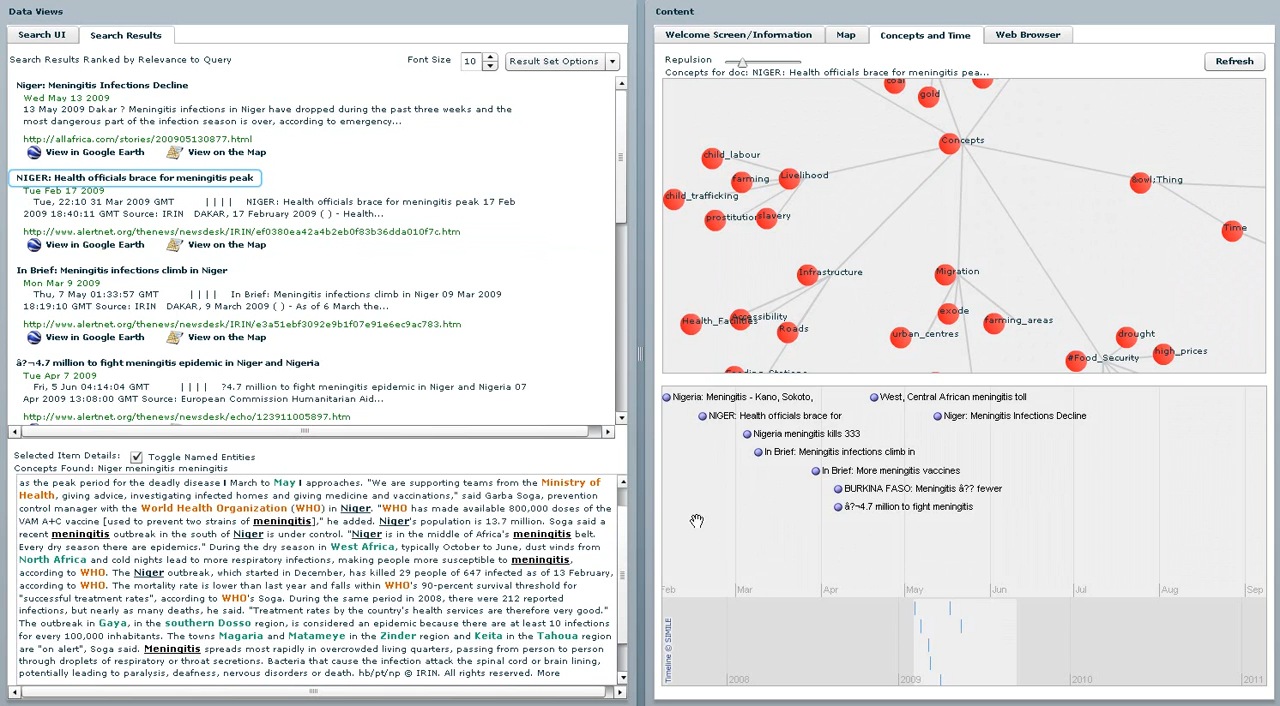 Data Views
Search UI
Search Results
Search Results Ranked by Relevance to Query
Font Size
10
Result Set Options
Niger: Meningitis Infections Decline
Wed May 13 2009
13 May 2009 Dakar ? Meningitis infections in Niger have dropped during the past three weeks and the
most dangerous part of the infection season is over, according to emergency...
http://allafrica.com/stories/200905130877.html
View in Google Earth
View on the Map
NIGER: Health officials brace for meningitis peak
Tue Feb 17 2009
Tue, 22:10 31 Mar 2009 GMT | | | | NIGER: Health officials brace for meningitis peak 17 Feb
2009 18:40:11 GMT Source: IRIN DAKAR, 17 February 2009 ( ) - Health...
http://www.alertnet.org/thenews/newsdesk/IRIN/ef0380ea42a4b2eb0f83b36dda010f7c.htm
View in Google Earth
View on the Map
In Brief: Meningitis infections climb in Niger
Mon Mar 9 2009
Thu, 7 May 01:33:57 GMT | | | | In Brief: Meningitis infections climb in Niger 09 Mar 2009
18:19:10 GMT Source: IRIN DAKAR, 9 March 2009 ( ) - As of 6 March the...
http://www.alertnet.org/thenews/newsdesk/IRIN/e3a51ebf3092e9b1f07e91e6ec9ac783.htm
View in Google Earth
View on the Map
â?¬4.7 million to fight meningitis epidemic in Niger and Nigeria
Tue Apr 7 2009
Fri, 5 Jun 04:14:04 GMT | | | | ?4.7 million to fight meningitis epidemic in Niger and Nigeria 07
Apr 2009 13:08:00 GMT Source: European Commission Humanitarian Aid...
http://www.alertnet.org/thenews/newsdesk/echo/123911005897.htm
Selected Item Details:
Toggle Named Entities
Concepts Found: Niger meningitis meningitis
as the peak period for the deadly disease I March to May I approaches. "We are supporting teams from the Ministry of
Health, giving advice, investigating infected homes and giving medicine and vaccinations," said Garba Soga, prevention
control manager with the World Health Organization (WHO) in Niger. "WHO has made available 800,000 doses of the
VAM A+C vaccine [used to prevent two strains of meningitis]," he added. Niger's population is 13.7 million. Soga said a
recent meningitis outbreak in the south of Niger is under control. "Niger is in the middle of Africa's meningitis belt.
Every dry season there are epidemics." During the dry season in West Africa, typically October to June, dust winds from
North Africa and cold nights lead to more respiratory infections, making people more susceptible to meningitis,
according to WHO. The Niger outbreak, which started in December, has killed 29 people of 647 infected as of 13 February,
according to WHO. The mortality rate is lower than last year and falls within WHO's 90-percent survival threshold for
"successful treatment rates", according to WHO's Soga. During the same period in 2008, there were 212 reported
infections, but nearly as many deaths, he said. "Treatment rates by the country's health services are therefore very good."
The outbreak in Gaya, in the southern Dosso region, is considered an epidemic because there are at least 10 infections
for every 100,000 inhabitants. The towns Magaria and Matameye in the Zinder region and Keita in the Tahoua region
are "on alert", Soga said. Meningitis spreads most rapidly in overcrowded living quarters, passing from person to person
through droplets of respiratory or throat secretions. Bacteria that cause the infection attack the spinal cord or brain lining,
potentially leading to paralysis, deafness, nervous disorders or death. hb/pt/np © IRIN. All rights reserved. More
Content
Welcome Screen/Information
Map
Concepts and Time
Web Browser
Repulsion
Refresh
Concepts for doc: NIGER: Health officials brace for meningitis pea...
coal
gold
Concepts
child_labour
Livelihood
farming
child_trafficking
prostitution
slavery
&owl;Thing
Time
Infrastructure
Migration
Health_Facilities
Accessibility
Roads
exode
urban_centres
farming_areas
drought
#Food_Security
high_prices
Nigeria: Meningitis - Kano, Sokoto,
West, Central African meningitis toll
NIGER: Health officials brace for
Niger: Meningitis Infections Decline
Nigeria meningitis kills 333
In Brief: Meningitis infections climb in
In Brief: More meningitis vaccines
BURKINA FASO: Meningitis â?? fewer
â?¬4.7 million to fight meningitis
Feb
Mar
Apr
May
Jun
Jul
Aug
Sep
Timeline © SIMILE
2008
2009
2010
2011